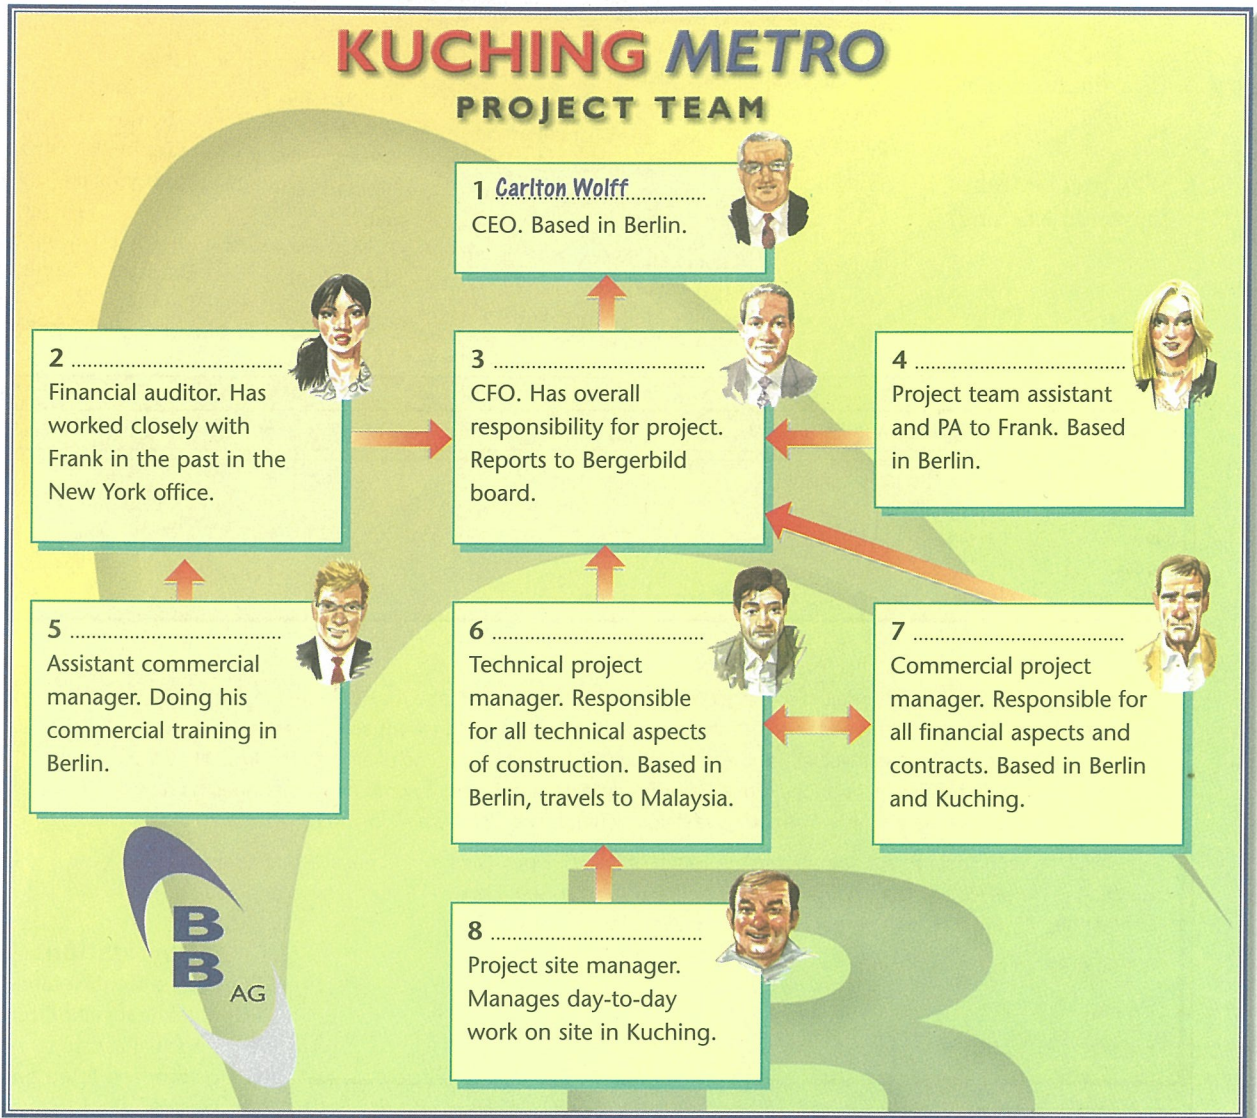 KUCHING METRO
PROJECT TEAM
1 Carlton Wolff
CEO. Based in Berlin.
2 ........................................
Financial auditor. Has
worked closely with
Frank in the past in the
New York office.
3 ........................................
CFO. Has overall
responsibility for project.
Reports to Bergerbild
board.
4 ........................................
Project team assistant
and PA to Frank. Based
in Berlin.
5 ........................................
Assistant commercial
manager. Doing his
commercial training in
Berlin.
6 ........................................
Technical project
manager. Responsible
for all technical aspects
of construction. Based in
Berlin, travels to Malaysia.
7 ........................................
Commercial project
manager. Responsible for
all financial aspects and
contracts. Based in Berlin
and Kuching.
8 ........................................
Project site manager.
Manages day-to-day
work on site in Kuching.
B
B
AG